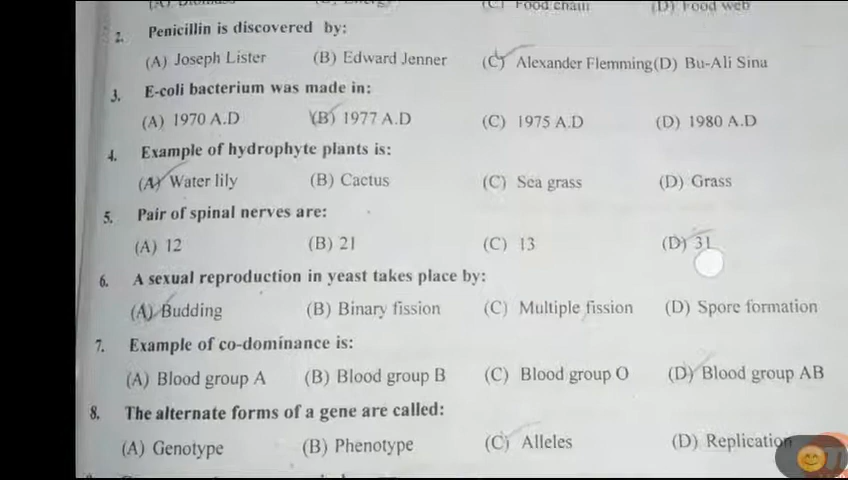 (C) Food chain (D) Food web
2. Penicillin is discovered by:
(A) Joseph Lister (B) Edward Jenner (C) Alexander Flemming (D) Bu-Ali Sina
3. E-coli bacterium was made in:
(A) 1970 A.D (B) 1977 A.D (C) 1975 A.D (D) 1980 A.D
4. Example of hydrophyte plants is:
(A) Water lily (B) Cactus (C) Sea grass (D) Grass
5. Pair of spinal nerves are:
(A) 12 (B) 21 (C) 13 (D) 31
6. A sexual reproduction in yeast takes place by:
(A) Budding (B) Binary fission (C) Multiple fission (D) Spore formation
7. Example of co-dominance is:
(A) Blood group A (B) Blood group B (C) Blood group O (D) Blood group AB
8. The alternate forms of a gene are called:
(A) Genotype (B) Phenotype (C) Alleles (D) Replication